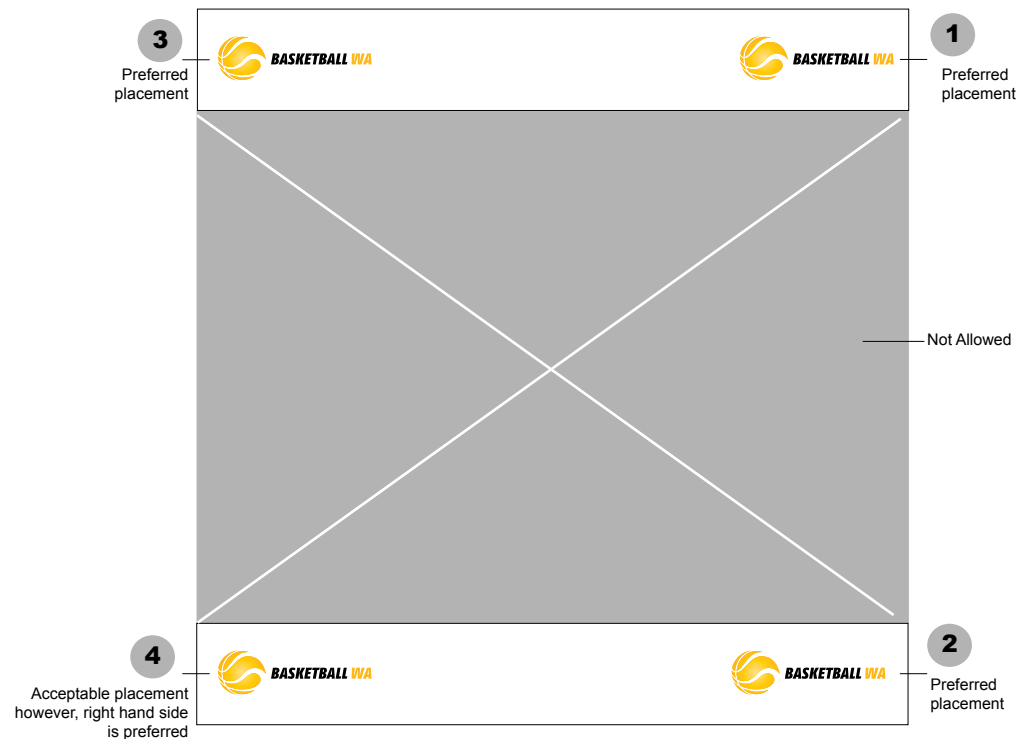 3
Preferred
placement
BASKETBALL WA
BASKETBALL WA
1
Preferred
placement
Not Allowed
4
Acceptable placement
however, right hand side
is preferred
BASKETBALL WA
BASKETBALL WA
2
Preferred
placement